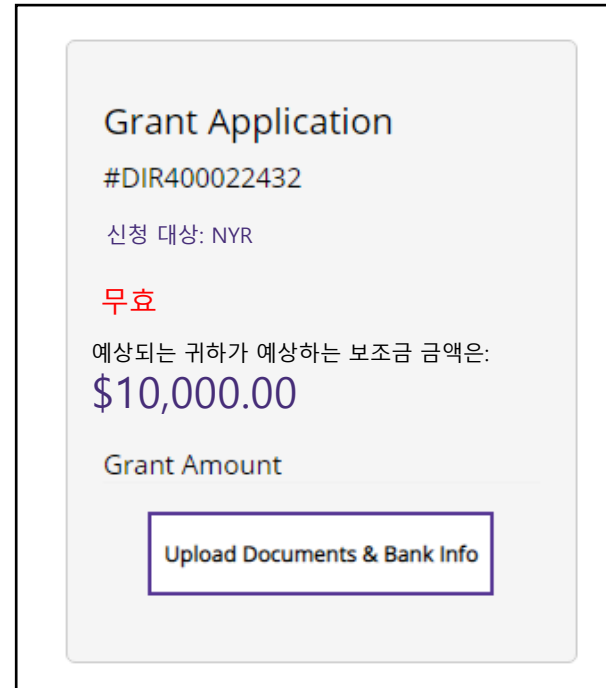 Grant Application
#DIR400022432
신청 대상: NYR
무효
예상되는 귀하가 예상하는 보조금 금액은:
$10,000.00
Grant Amount
Upload Documents & Bank Info